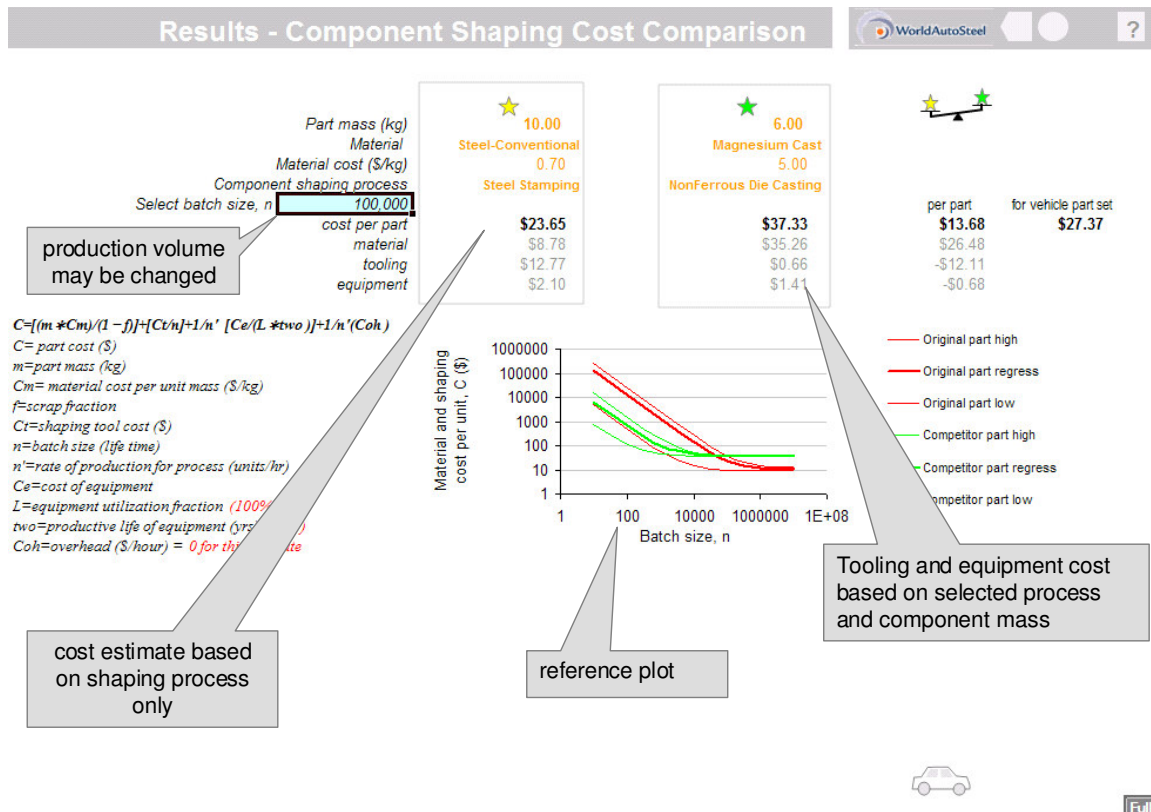 Results - Component Shaping Cost Comparison
WorldAutoSteel
?
Part mass (kg) 10.00 6.00
Material Steel-Conventional Magnesium Cast
Material cost ($/kg) 0.70 5.00
Component shaping process Steel Stamping NonFerrous Die Casting
Select batch size, n 100,000 per part for vehicle part set
cost per part $23.65 $37.33 $13.68 $27.37
material $8.78 $35.26 $26.48
tooling $12.77 $0.66 -$12.11
equipment $2.10 $1.41 -$0.68
production volume
may be changed
C=[(m*Cm)/(1-f)]+[Ct/n]+1/n' [Ce/(L*two)]+1/n'(Coh)
C= part cost ($)
m=part mass (kg)
Cm= material cost per unit mass ($/kg)
f=scrap fraction
Ct=shaping tool cost ($)
n=batch size (life time)
n'=rate of production for process (units/hr)
Ce=cost of equipment
L=equipment utilization fraction (100%
two=productive life of equipment (yrs
Coh=overhead ($/hour) = 0 for th
Material and shaping
cost per unit, C ($)
1000000
100000
10000
1000
100
10
1
1 100 10000 1000000 1E+08
Batch size, n
Original part high
Original part regress
Original part low
Competitor part high
Competitor part regress
ompetitor part low
cost estimate based
on shaping process
only
reference plot
Tooling and equipment cost
based on selected process
and component mass
Full